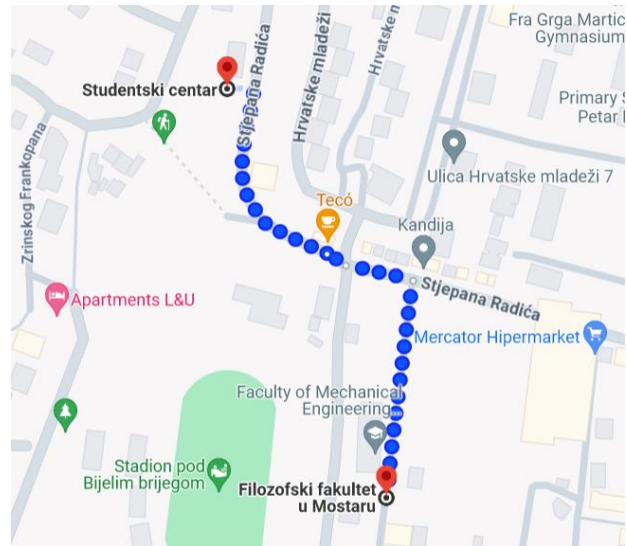 Fra Grga Martić
Gymnasium
Studentski centar
Stjepana Radića
Hrvatske mladeži
Hrvatske
Primary S
Petar
Zrinskog Frankopana
Ulica Hrvatske mladeži 7
Tecó
Kandija
Apartments L&U
Stjepana Radića
Mercator Hipermarket
Faculty of Mechanical
Engineering...
Stadion pod
Bijelim brijegom
Filozofski fakultet
u Mostaru